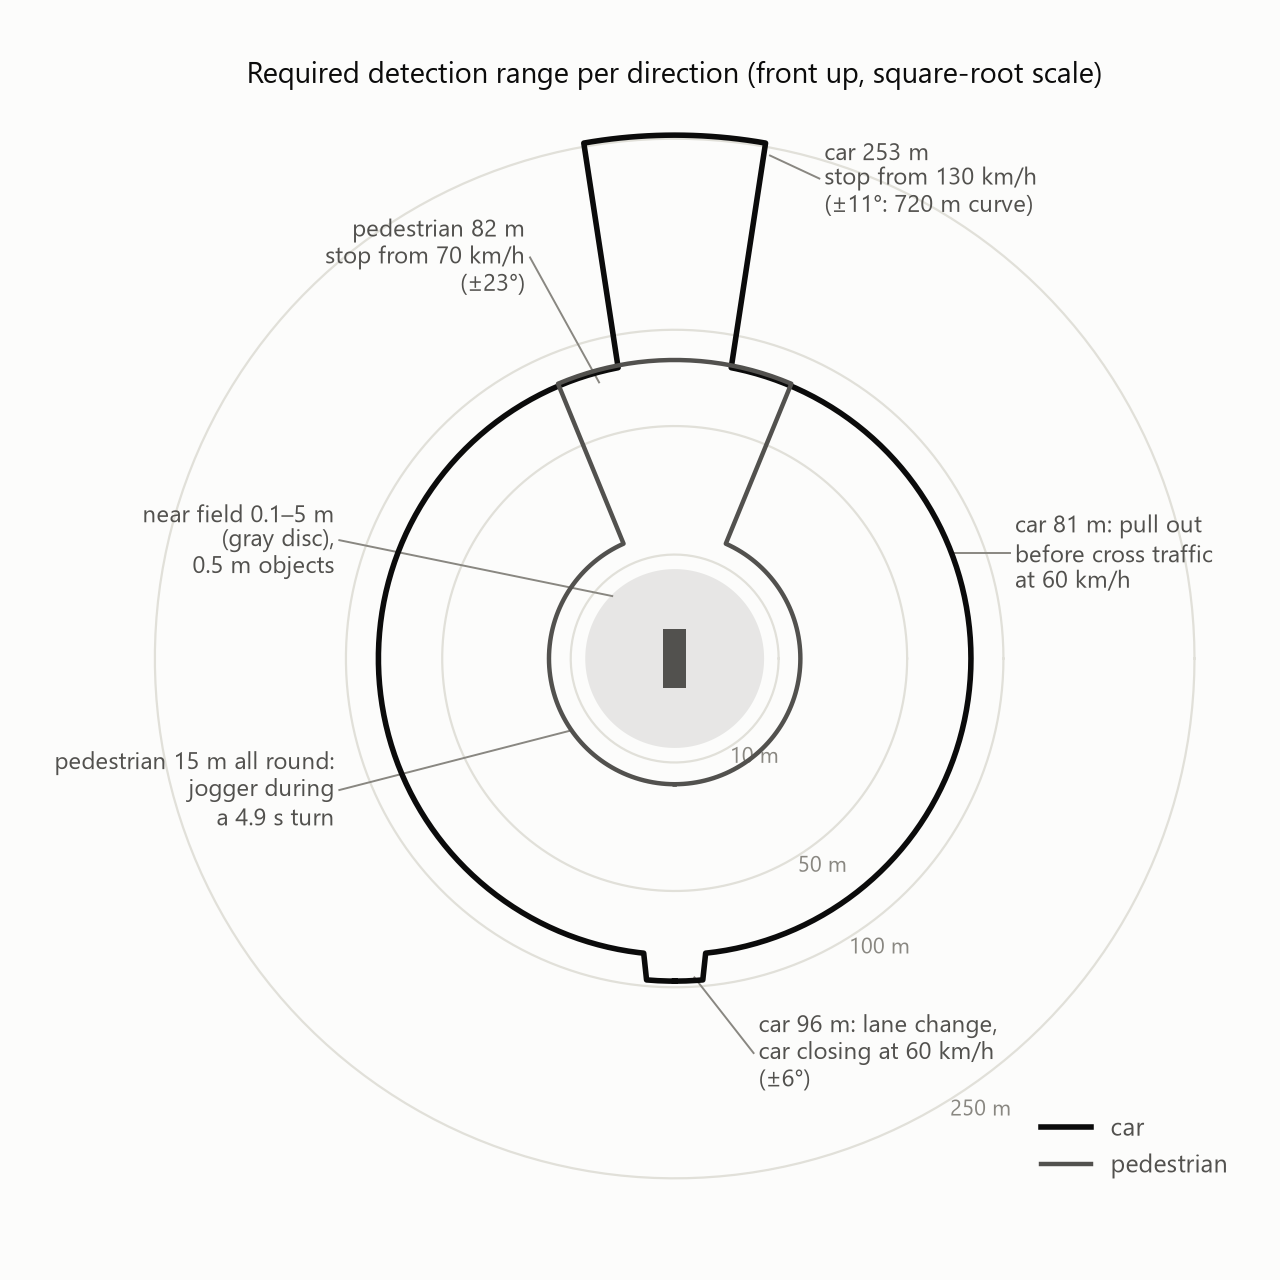 Required detection range per direction (front up, square-root scale)
car 253 m
stop from 130 km/h
(±11°: 720 m curve)
pedestrian 82 m
stop from 70 km/h
(±23°)
near field 0.1–5 m
(gray disc),
0.5 m objects
car 81 m: pull out
before cross traffic
at 60 km/h
pedestrian 15 m all round:
jogger during
a 4.9 s turn
10 m
50 m
100 m
car 96 m: lane change,
car closing at 60 km/h
(±6°)
250 m
car
pedestrian